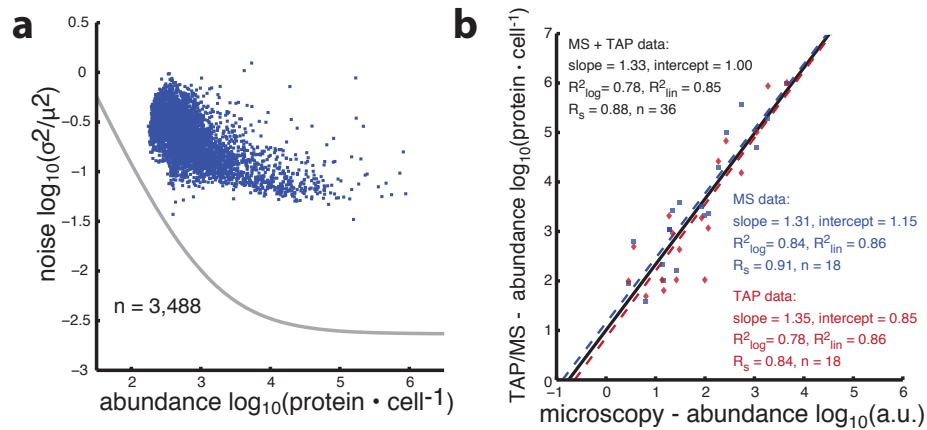 a
0.5
0
-0.5
-1
-1.5
-2
-2.5
-3
noise log10(σ²/μ²)
n = 3,488
2
3
4
5
6
abundance log10(protein • cell-1)
b
7
6
5
4
3
2
1
0
TAP/MS - abundance log10(protein • cell-1)
MS + TAP data:
slope = 1.33, intercept = 1.00
R²log= 0.78, R²lin = 0.85
Rs = 0.88, n = 36
MS data:
slope = 1.31, intercept = 1.15
R²log= 0.84, R²lin = 0.86
Rs = 0.91, n = 18
TAP data:
slope = 1.35, intercept = 0.85
R²log= 0.78, R²lin = 0.86
Rs = 0.84, n = 18
-1
0
1
2
3
4
5
6
microscopy - abundance log10(a.u.)